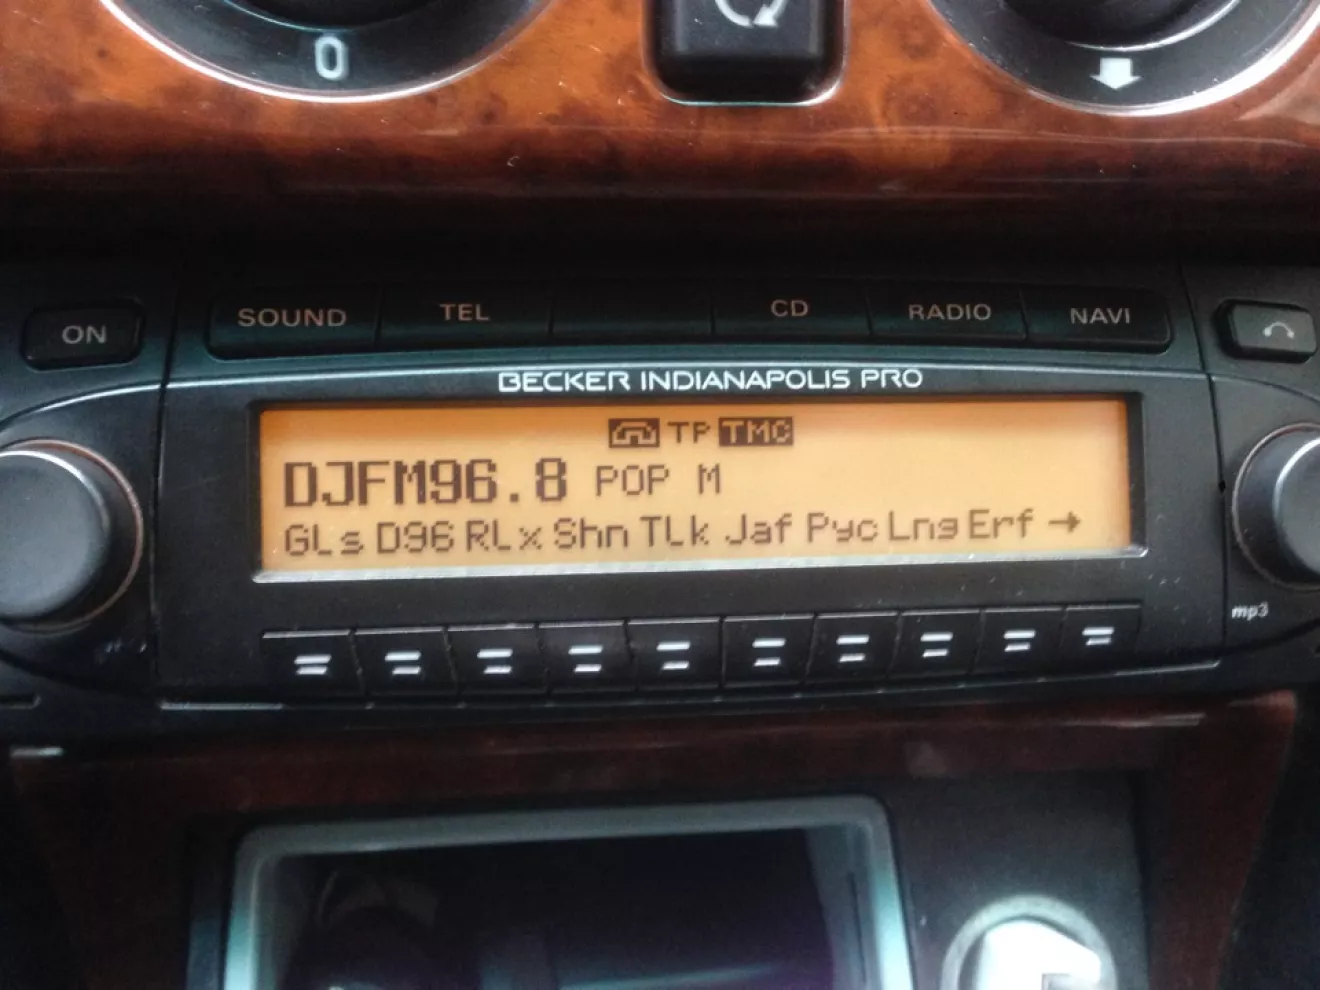 0
SOUND TEL CD RADIO NAVI
ON
BECKER INDIANAPOLIS PRO
TP TMC
DJFM96.8 POP M
GLs D96 RLx Shn TLk Jaf Pyc Lng Erf →
mp3